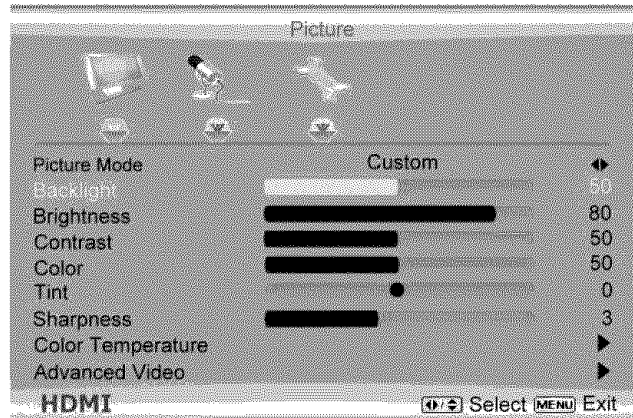 Picture
Picture Mode Custom
Backlight 50
Brightness 80
Contrast 50
Color 50
Tint 0
Sharpness 3
Color Temperature
Advanced Video
HDMI Select MENU Exit